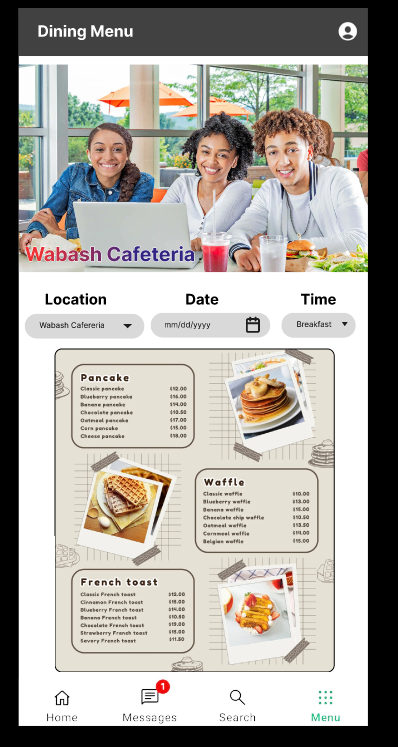 Dining Menu
Wabash Cafeteria
Location
Date
Time
Wabash Cafereria
mm/dd/yyyy
Breakfast
Pancake
Classic pancake $12.00
Blueberry pancake $16.00
Banana pancake $14.00
Chocolate pancake $10.50
Oatmeal pancake $17.00
Corn pancake $15.00
Cheese pancake $18.00
Waffle
Classic waffle $10.00
Blueberry waffle $13.00
Banana waffle $15.00
Chocolate chip waffle $10.50
Oatmeal waffle $13.50
Cornmeal waffle $14.00
Belgian waffle $15.00
French toast
Classic French toast $12.00
Cinnamon French toast
Blueberry French toast $14.00
Banana French toast $10.50
Chocolate French toast
Strawberry French toast $15.00
Savory French toast $11.50
1
Home
Messages
Search
Menu